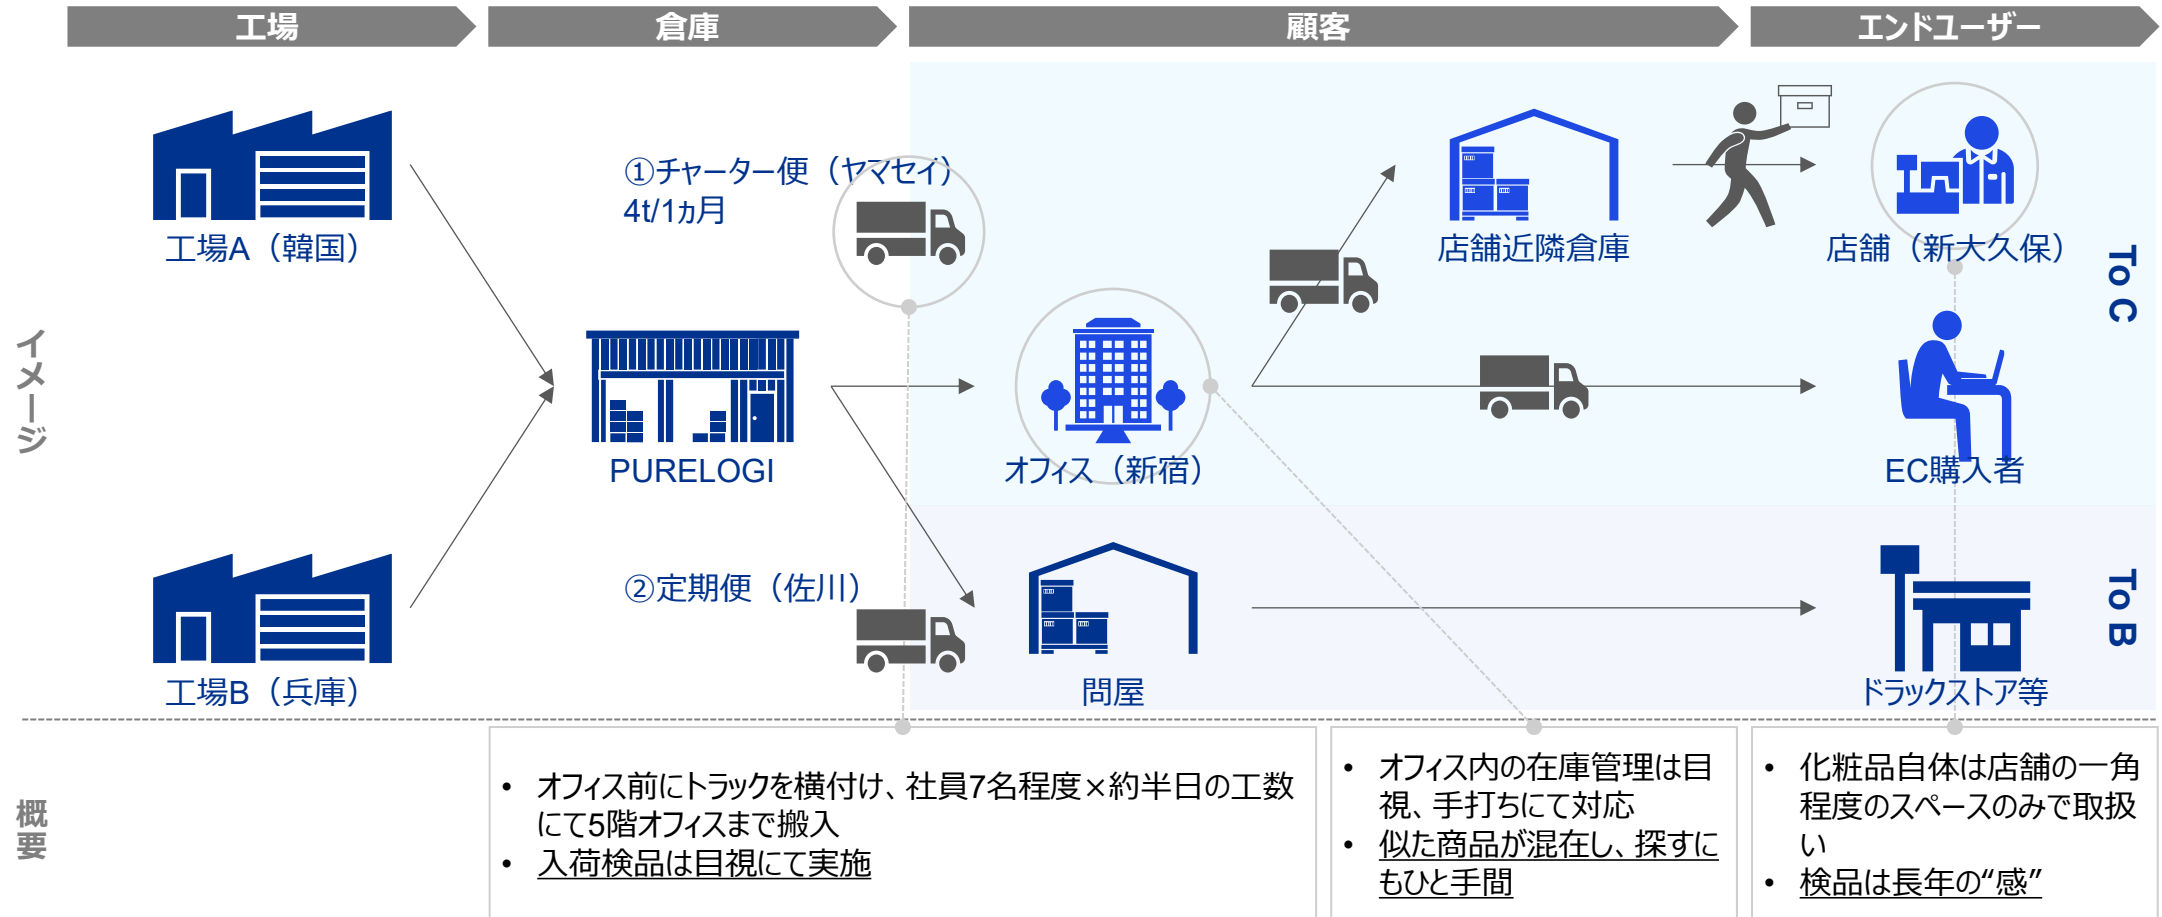 工場
倉庫
顧客
エンドユーザー
イメージ
①チャーター便（ヤマセイ）
4t/1ヵ月
工場A（韓国）
店舗近隣倉庫
店舗（新大久保）
To C
PURELOGI
オフィス（新宿）
EC購入者
②定期便（佐川）
To B
工場B（兵庫）
問屋
ドラックストア等
概要
• オフィス前にトラックを横付け、社員7名程度×約半日の工数
にて5階オフィスまで搬入
• 入荷検品は目視にて実施
• オフィス内の在庫管理は目
視、手打ちにて対応
• 似た商品が混在し、探すに
もひと手間
• 化粧品自体は店舗の一角
程度のスペースのみで取扱
い
• 検品は長年の“感”